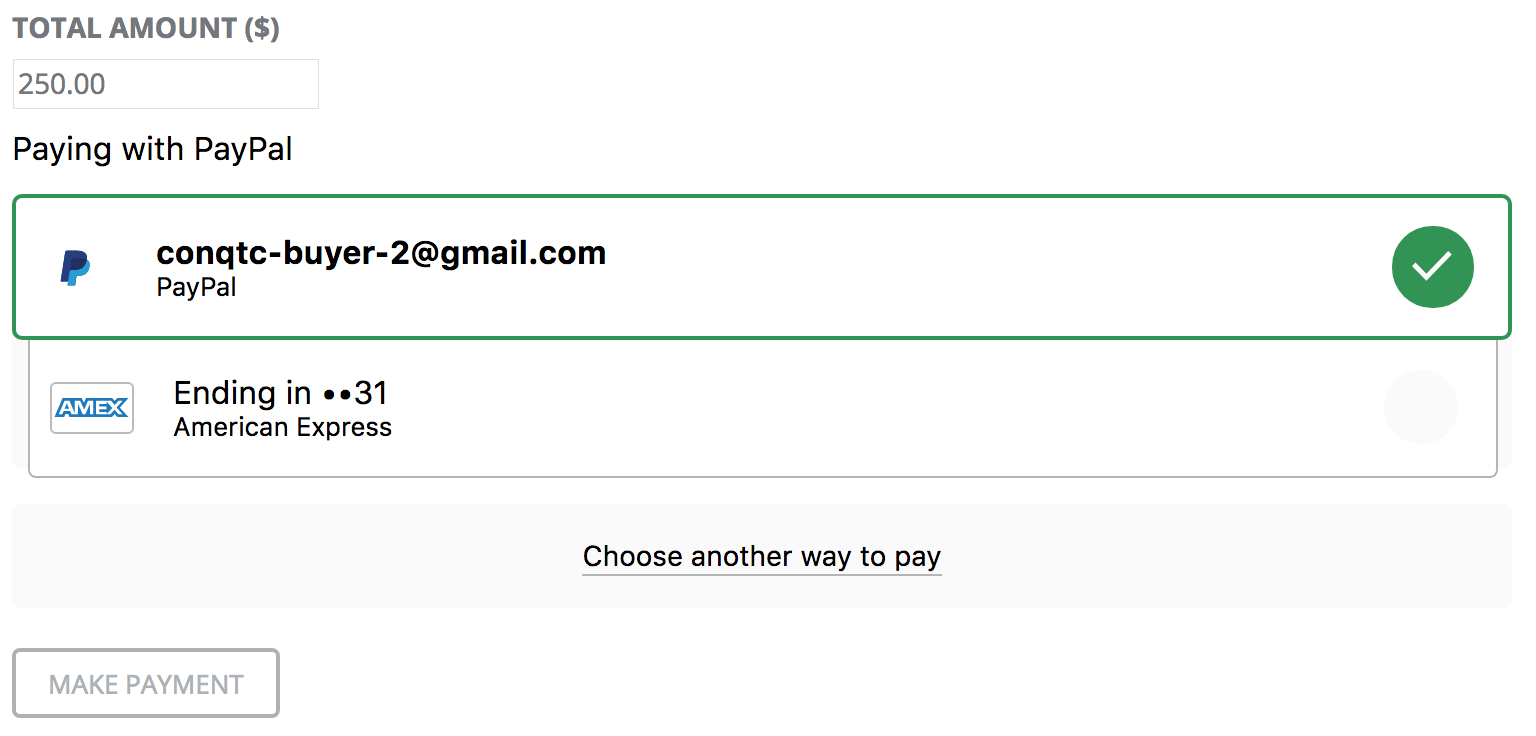 TOTAL AMOUNT ($)
250.00
Paying with PayPal
conqtc-buyer-2@gmail.com
PayPal
AMEX
Ending in ••31
American Express
Choose another way to pay
MAKE PAYMENT